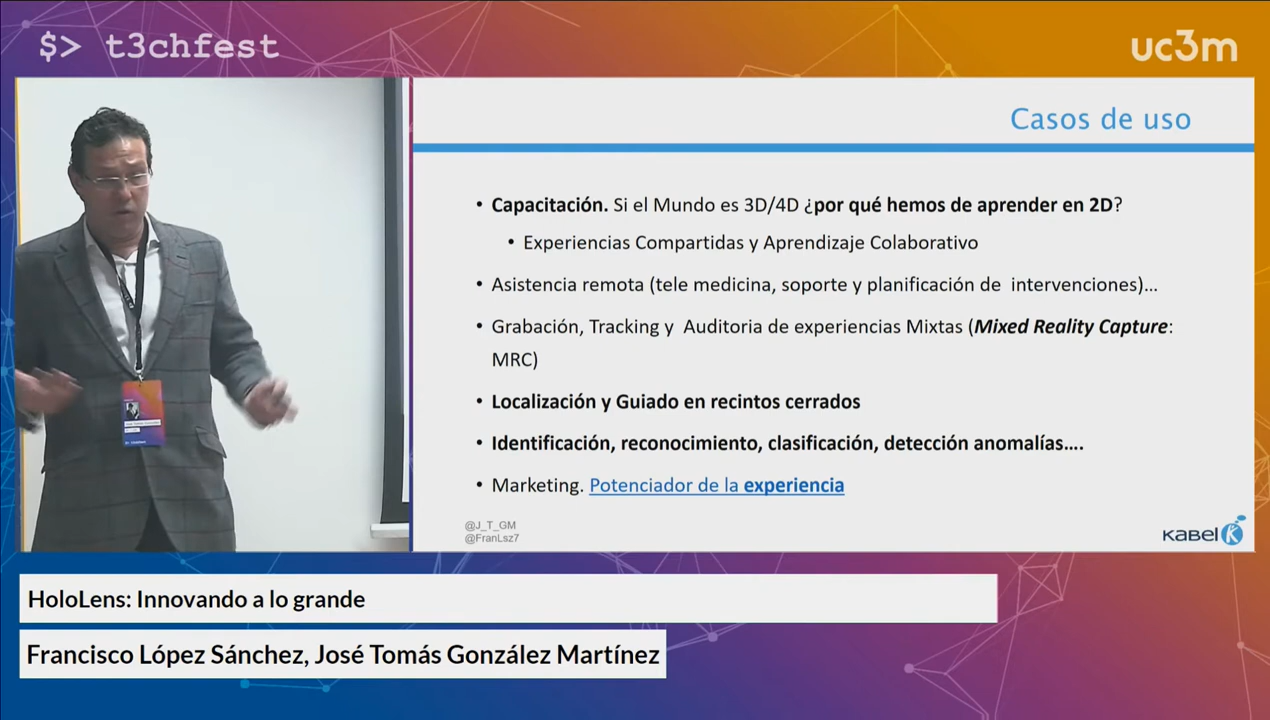 $> t3chfest
uc3m
Casos de uso
• Capacitación. Si el Mundo es 3D/4D ¿por qué hemos de aprender en 2D?
• Experiencias Compartidas y Aprendizaje Colaborativo
• Asistencia remota (tele medicina, soporte y planificación de intervenciones)...
• Grabación, Tracking y Auditoria de experiencias Mixtas (Mixed Reality Capture:
MRC)
• Localización y Guiado en recintos cerrados
• Identificación, reconocimiento, clasificación, detección anomalías....
• Marketing. Potenciador de la experiencia
@J_T_GM
@FranLsz7
KABEL
HoloLens: Innovando a lo grande
Francisco López Sánchez, José Tomás González Martínez